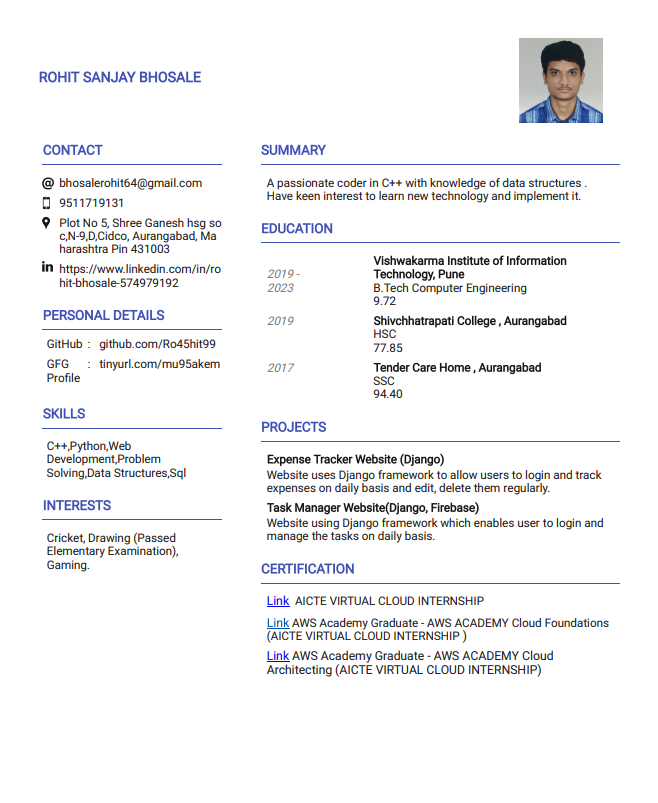 ROHIT SANJAY BHOSALE
CONTACT
bhosalerohit64@gmail.com
9511719131
Plot No 5, Shree Ganesh hsg so
c,N-9,D,Cidco, Aurangabad, Ma
harashtra Pin 431003
in https://www.linkedin.com/in/ro
hit-bhosale-574979192
PERSONAL DETAILS
GitHub : github.com/Ro45hit99
GFG : tinyurl.com/mu95akem
Profile
SKILLS
C++,Python,Web
Development,Problem
Solving,Data Structures,Sql
INTERESTS
Cricket, Drawing (Passed
Elementary Examination),
Gaming.
SUMMARY
A passionate coder in C++ with knowledge of data structures .
Have keen interest to learn new technology and implement it.
EDUCATION
2019 -
2023
Vishwakarma Institute of Information
Technology, Pune
B.Tech Computer Engineering
9.72
2019
Shivchhatrapati College , Aurangabad
HSC
77.85
2017
Tender Care Home , Aurangabad
SSC
94.40
PROJECTS
Expense Tracker Website (Django)
Website uses Django framework to allow users to login and track
expenses on daily basis and edit, delete them regularly.
Task Manager Website(Django, Firebase)
Website using Django framework which enables user to login and
manage the tasks on daily basis.
CERTIFICATION
Link AICTE VIRTUAL CLOUD INTERNSHIP
Link AWS Academy Graduate - AWS ACADEMY Cloud Foundations
(AICTE VIRTUAL CLOUD INTERNSHIP )
Link AWS Academy Graduate - AWS ACADEMY Cloud
Architecting (AICTE VIRTUAL CLOUD INTERNSHIP)